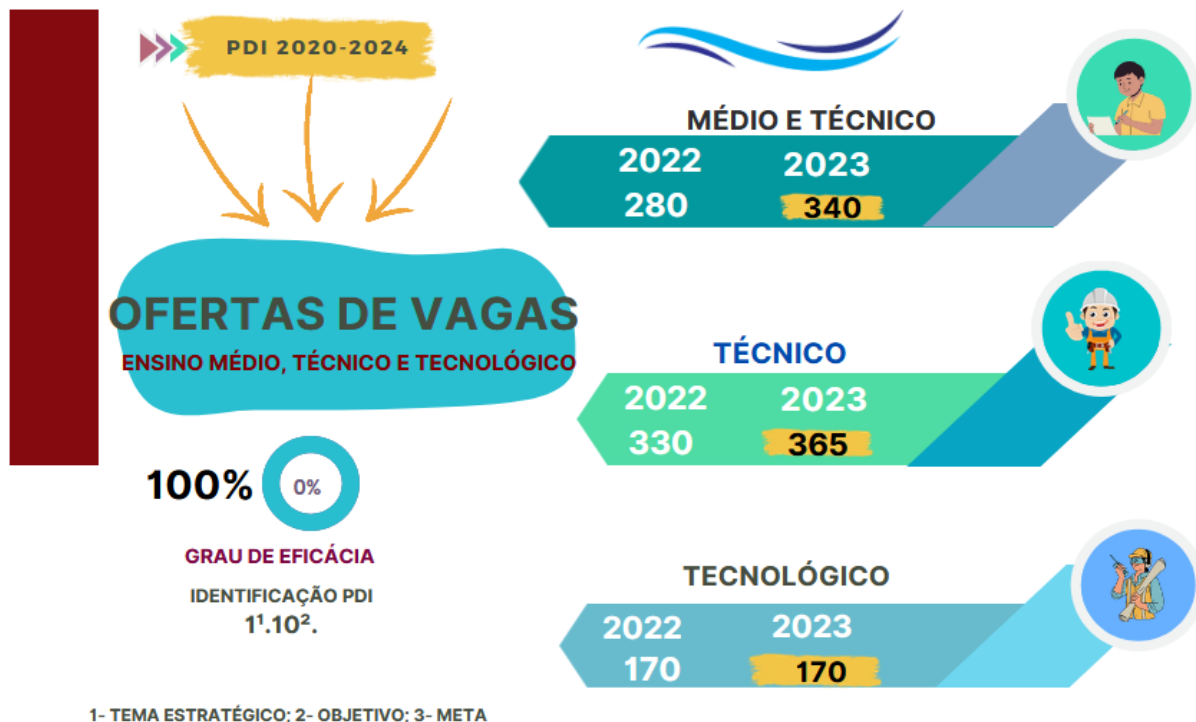 PDI 2020-2024
OFERTAS DE VAGAS
ENSINO MÉDIO, TÉCNICO E TECNOLÓGICO
100%
0%
GRAU DE EFICÁCIA
IDENTIFICAÇÃO PDI
1¹.10².
1- TEMA ESTRATÉGICO; 2- OBJETIVO; 3- META
MÉDIO E TÉCNICO
2022 2023
280 340
TÉCNICO
2022 2023
330 365
TECNOLÓGICO
2022 2023
170 170